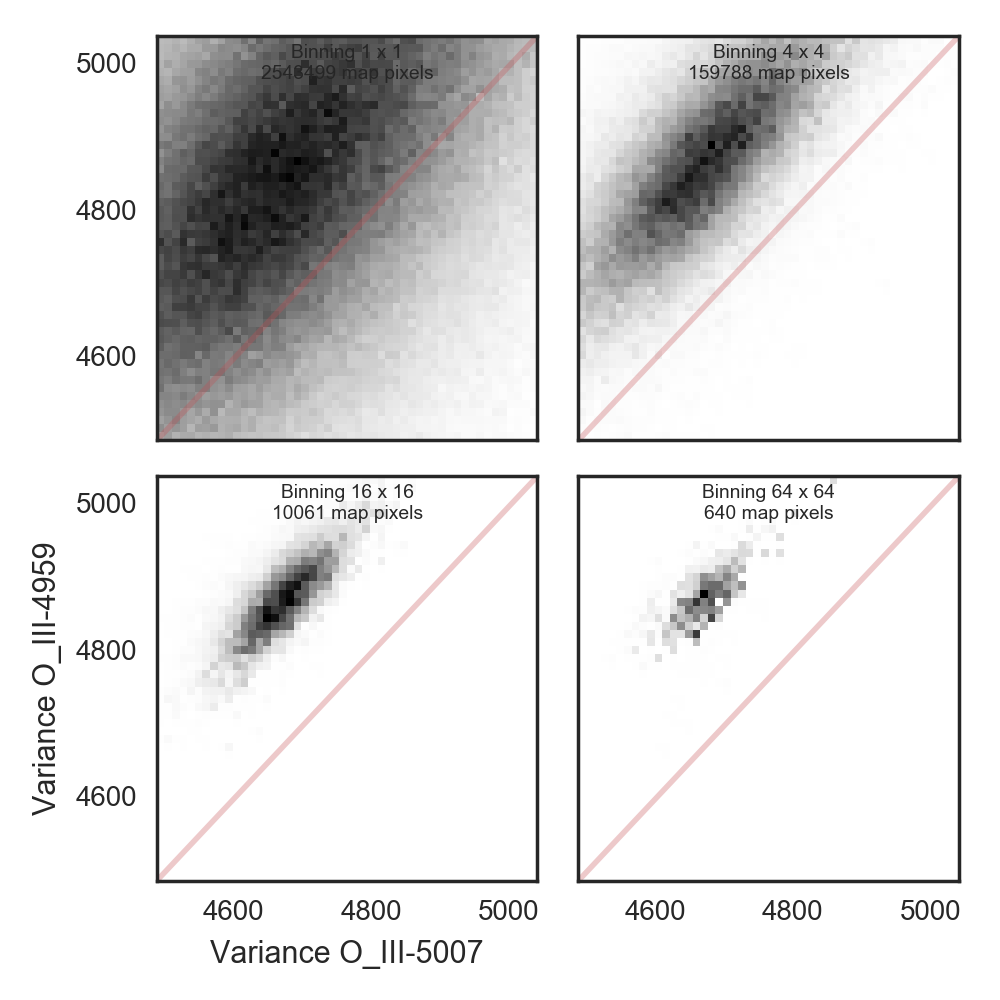 Binning 1 x 1
2546499 map pixels
Binning 4 x 4
159788 map pixels
5000
4800
4600
Binning 16 x 16
10061 map pixels
Binning 64 x 64
640 map pixels
5000
4800
4600
Variance O_III-4959
4600 4800 5000
4600 4800 5000
Variance O_III-5007